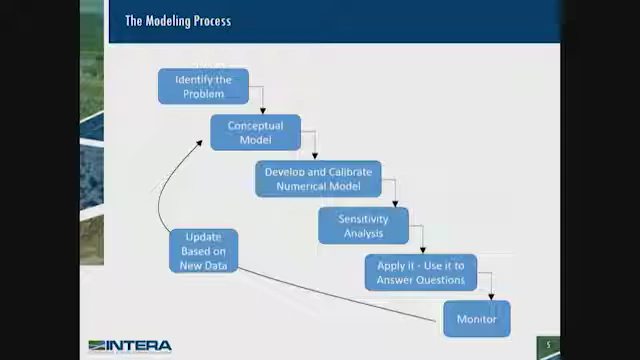 The Modeling Process
Identify the
Problem
Conceptual
Model
Develop and Calibrate
Numerical Model
Sensitivity
Analysis
Update
Based on
New Data
Apply it - Use it to
Answer Questions
Monitor
INTERA
5